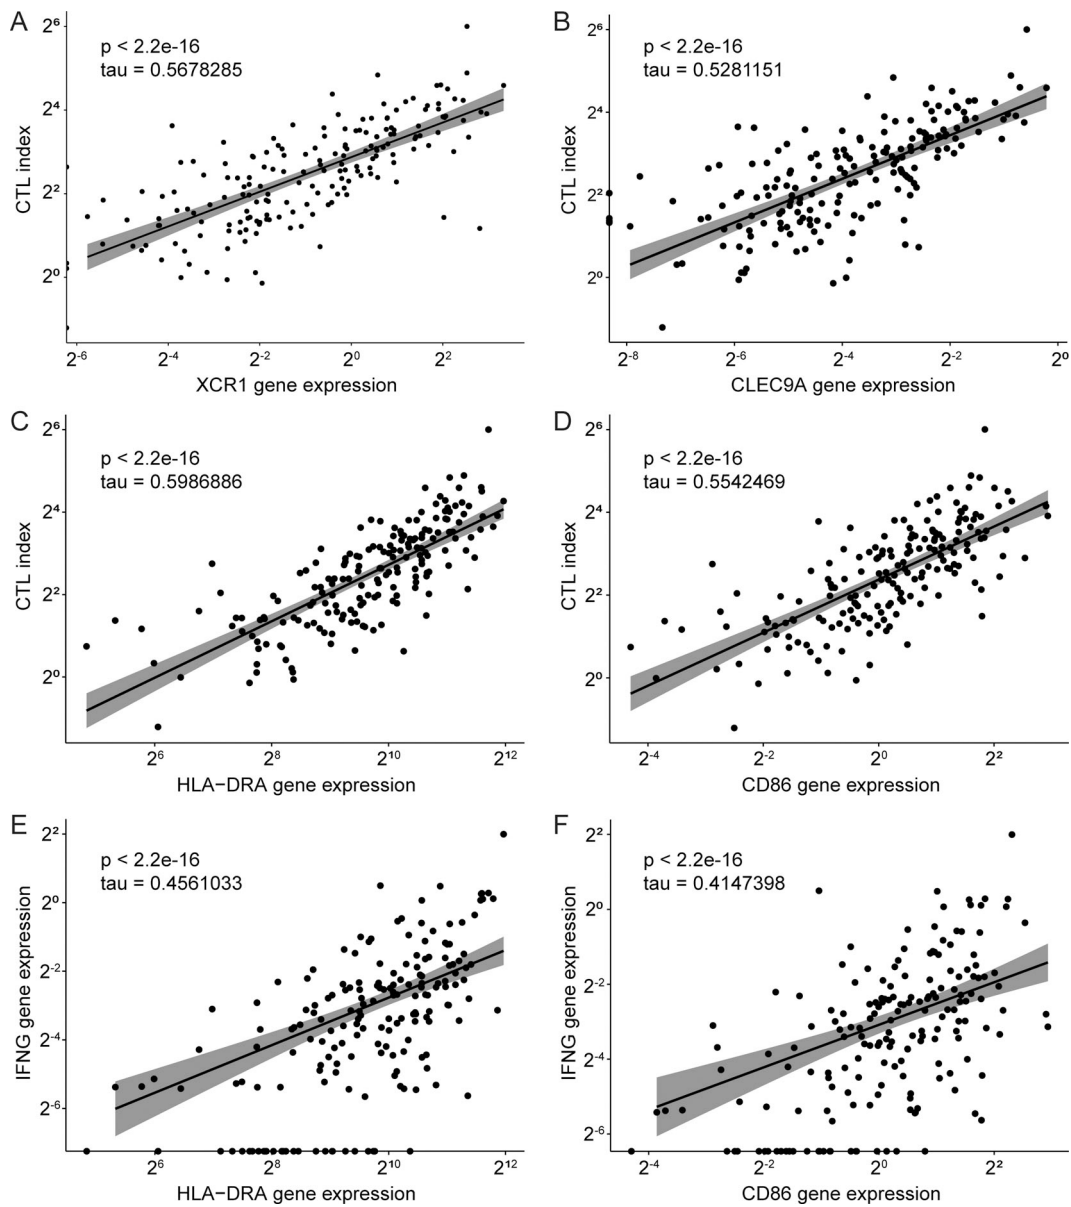 A
p < 2.2e-16
tau = 0.5678285
CTL index
2⁶
2⁴
2²
2⁰
2⁻⁶ 2⁻⁴ 2⁻² 2⁰ 2²
XCR1 gene expression
B
p < 2.2e-16
tau = 0.5281151
CTL index
2⁶
2⁴
2²
2⁰
2⁻⁸ 2⁻⁶ 2⁻⁴ 2⁻² 2⁰
CLEC9A gene expression
C
p < 2.2e-16
tau = 0.5986886
CTL index
2⁶
2⁴
2²
2⁰
2⁶ 2⁸ 2¹⁰ 2¹²
HLA−DRA gene expression
D
p < 2.2e-16
tau = 0.5542469
CTL index
2⁶
2⁴
2²
2⁰
2⁻⁴ 2⁻² 2⁰ 2²
CD86 gene expression
E
p < 2.2e-16
tau = 0.4561033
IFNG gene expression
2²
2⁰
2⁻²
2⁻⁴
2⁻⁶
2⁶ 2⁸ 2¹⁰ 2¹²
HLA−DRA gene expression
F
p < 2.2e-16
tau = 0.4147398
IFNG gene expression
2²
2⁰
2⁻²
2⁻⁴
2⁻⁶
2⁻⁴ 2⁻² 2⁰ 2²
CD86 gene expression